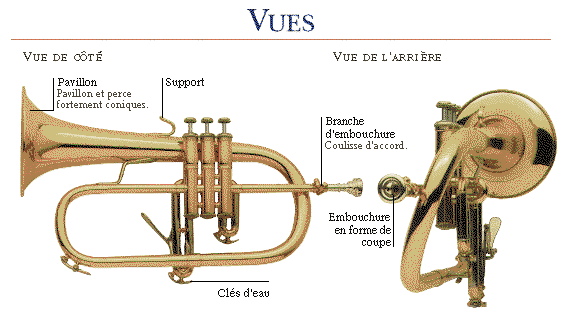 VUES
VUE DE CÔTÉ
VUE DE L'ARRIÈRE
Pavillon
Pavillon et perce
fortement coniques.
Support
Branche
d'embouchure
Coulisse d'accord.
Embouchure
en forme de
coupe
Clés d'eau